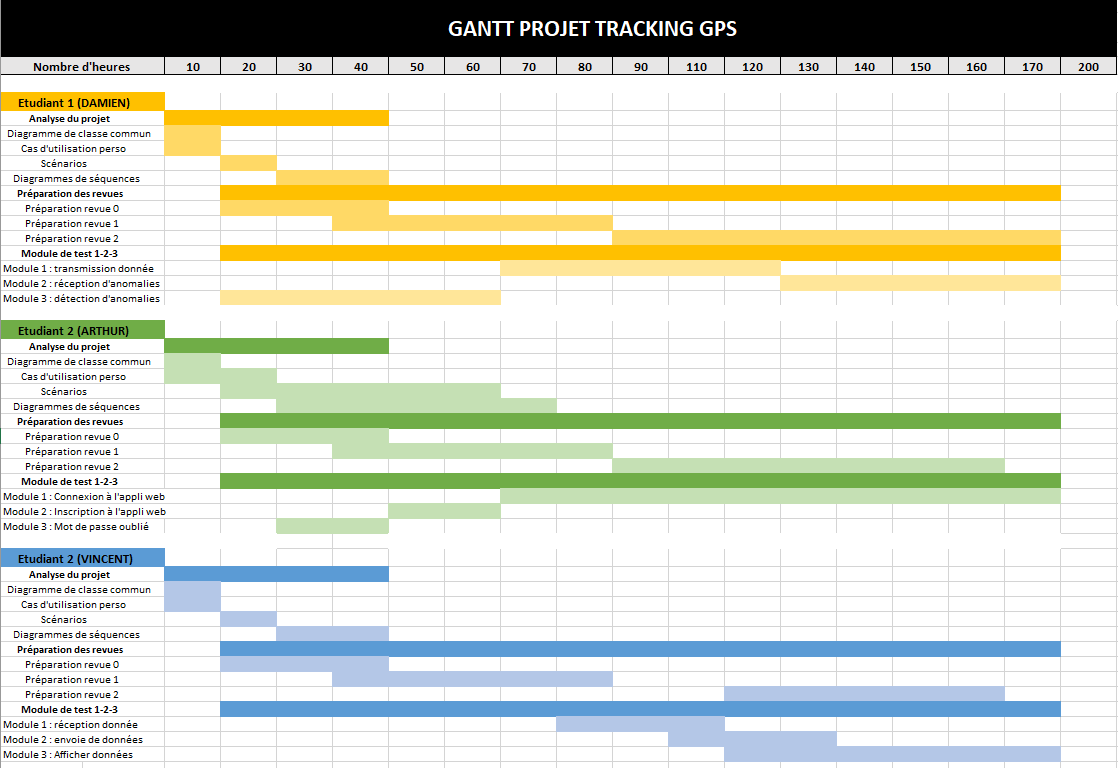 GANTT PROJET TRACKING GPS
Nombre d'heures 10 20 30 40 50 60 70 80 90 110 120 130 140 150 160 170 200
Etudiant 1 (DAMIEN)
Analyse du projet
Diagramme de classe commun
Cas d'utilisation perso
Scénarios
Diagrammes de séquences
Préparation des revues
Préparation revue 0
Préparation revue 1
Préparation revue 2
Module de test 1-2-3
Module 1 : transmission donnée
Module 2 : réception d'anomalies
Module 3 : détection d'anomalies
Etudiant 2 (ARTHUR)
Analyse du projet
Diagramme de classe commun
Cas d'utilisation perso
Scénarios
Diagrammes de séquences
Préparation des revues
Préparation revue 0
Préparation revue 1
Préparation revue 2
Module de test 1-2-3
Module 1 : Connexion à l'appli web
Module 2 : Inscription à l'appli web
Module 3 : Mot de passe oublié
Etudiant 2 (VINCENT)
Analyse du projet
Diagramme de classe commun
Cas d'utilisation perso
Scénarios
Diagrammes de séquences
Préparation des revues
Préparation revue 0
Préparation revue 1
Préparation revue 2
Module de test 1-2-3
Module 1 : réception donnée
Module 2 : envoie de données
Module 3 : Afficher données